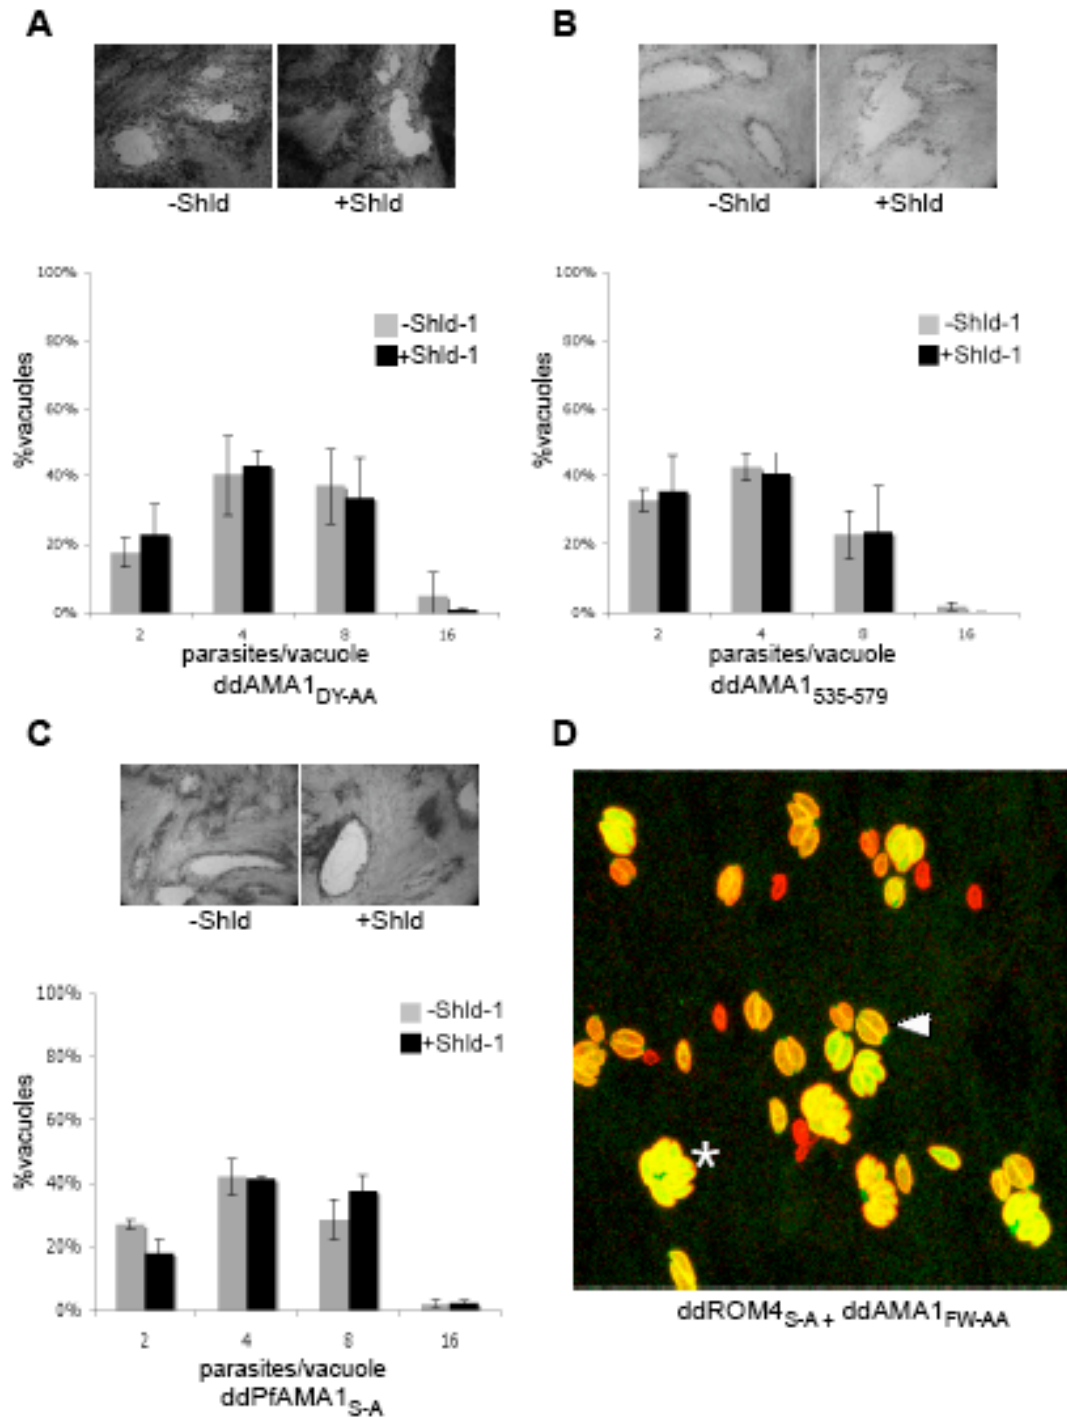 A
-Shld +Shld
100%
80%
60%
40%
20%
0%
%vacuoles
-Shld-1
+Shld-1
2 4 8 16
parasites/vacuole
ddAMA1DY-AA
B
-Shld +Shld
100%
80%
60%
40%
20%
0%
%vacuoles
-Shld-1
+Shld-1
2 4 8 16
parasites/vacuole
ddAMA1535-579
C
-Shld +Shld
100%
80%
60%
40%
20%
0%
%vacuoles
-Shld-1
+Shld-1
2 4 8 16
parasites/vacuole
ddPfAMA1S-A
D
*
ddROM4S-A + ddAMA1FW-AA